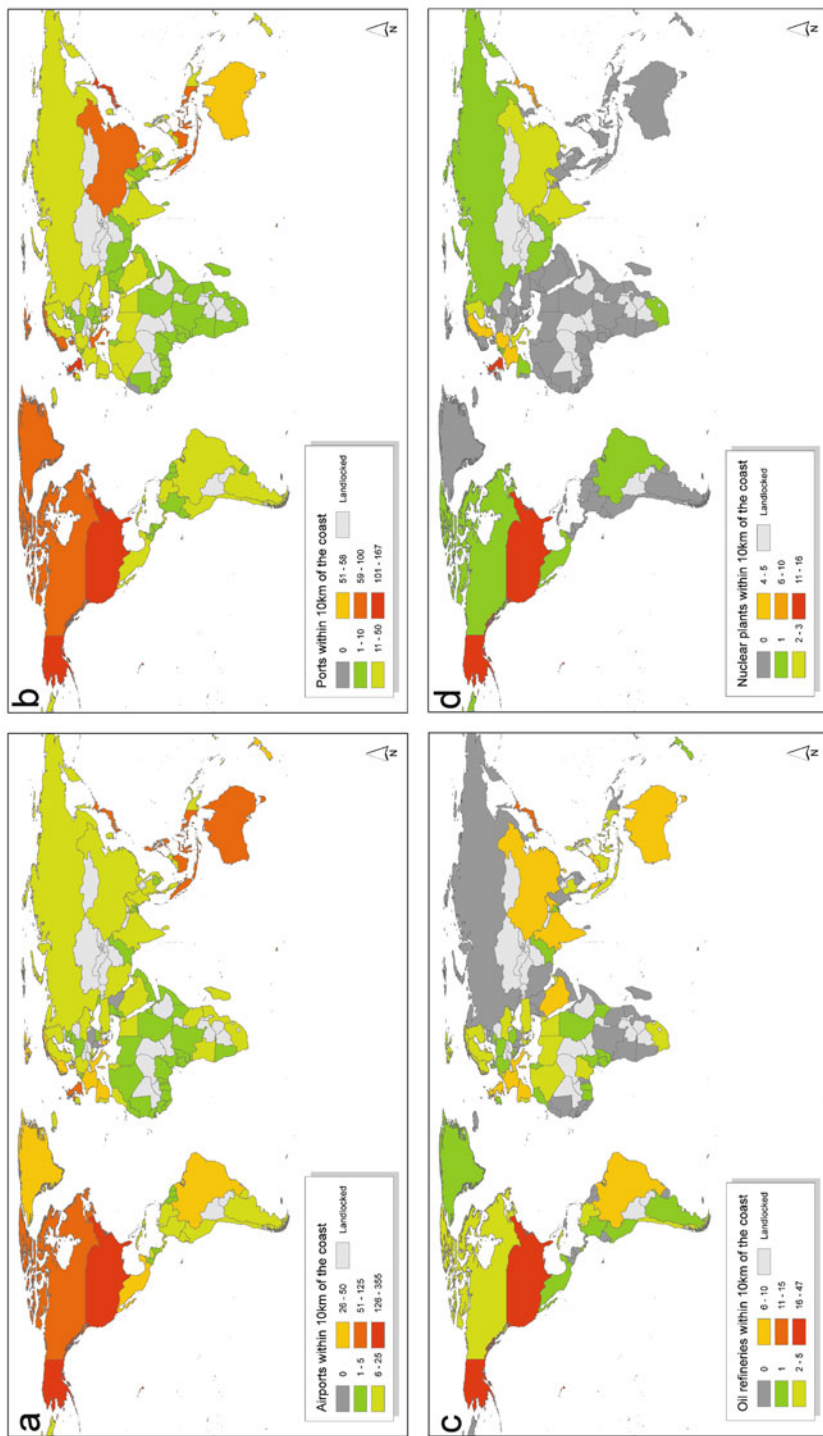 a
Airports within 10km of the coast
0
26 - 50
Landlocked
1 - 5
51 - 125
6 - 25
126 - 355
N
b
Ports within 10km of the coast
0
51 - 58
Landlocked
1 - 10
59 - 100
11 - 50
101 - 167
N
c
Oil refineries within 10km of the coast
0
6 - 10
Landlocked
1
11 - 15
2 - 5
16 - 47
d
Nuclear plants within 10km of the coast
0
4 - 5
Landlocked
1
6 - 10
2 - 3
11 - 16
N
N